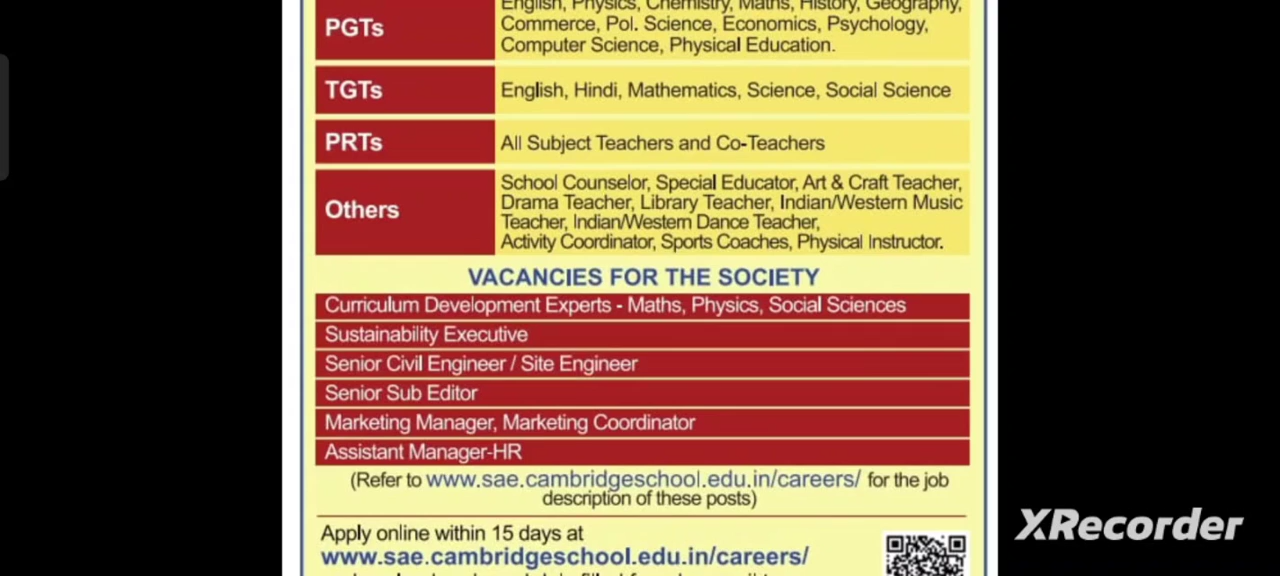 PGTs
English, Physics, Chemistry, Maths, History, Geography,
Commerce, Pol. Science, Economics, Psychology,
Computer Science, Physical Education.
TGTs
English, Hindi, Mathematics, Science, Social Science
PRTs
All Subject Teachers and Co-Teachers
Others
School Counselor, Special Educator, Art & Craft Teacher,
Drama Teacher, Library Teacher, Indian/Western Music
Teacher, Indian/Western Dance Teacher,
Activity Coordinator, Sports Coaches, Physical Instructor.
VACANCIES FOR THE SOCIETY
Curriculum Development Experts - Maths, Physics, Social Sciences
Sustainability Executive
Senior Civil Engineer / Site Engineer
Senior Sub Editor
Marketing Manager, Marketing Coordinator
Assistant Manager-HR
(Refer to www.sae.cambridgeschool.edu.in/careers/ for the job
description of these posts)
Apply online within 15 days at
www.sae.cambridgeschool.edu.in/careers/
XRecorder